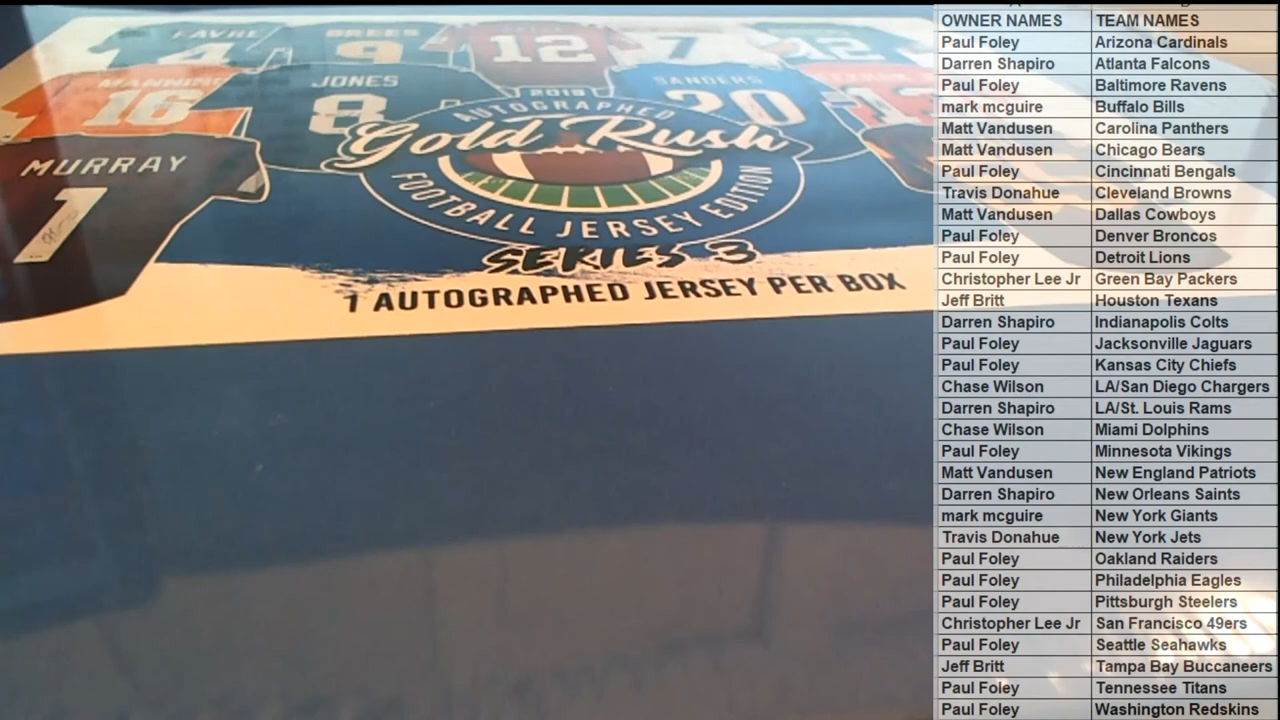 FAVRE
4
BREES
9
12
7
12
MANNING
16
JONES
8
SANDERS
20
MURRAY
1
2019
AUTOGRAPHED
Gold Rush
FOOTBALL JERSEY EDITION
SERIES 3
1 AUTOGRAPHED JERSEY PER BOX
OWNER NAMES TEAM NAMES
Paul Foley Arizona Cardinals
Darren Shapiro Atlanta Falcons
Paul Foley Baltimore Ravens
mark mcguire Buffalo Bills
Matt Vandusen Carolina Panthers
Matt Vandusen Chicago Bears
Paul Foley Cincinnati Bengals
Travis Donahue Cleveland Browns
Matt Vandusen Dallas Cowboys
Paul Foley Denver Broncos
Paul Foley Detroit Lions
Christopher Lee Jr Green Bay Packers
Jeff Britt Houston Texans
Darren Shapiro Indianapolis Colts
Paul Foley Jacksonville Jaguars
Paul Foley Kansas City Chiefs
Chase Wilson LA/San Diego Chargers
Darren Shapiro LA/St. Louis Rams
Chase Wilson Miami Dolphins
Paul Foley Minnesota Vikings
Matt Vandusen New England Patriots
Darren Shapiro New Orleans Saints
mark mcguire New York Giants
Travis Donahue New York Jets
Paul Foley Oakland Raiders
Paul Foley Philadelphia Eagles
Paul Foley Pittsburgh Steelers
Christopher Lee Jr San Francisco 49ers
Paul Foley Seattle Seahawks
Jeff Britt Tampa Bay Buccaneers
Paul Foley Tennessee Titans
Paul Foley Washington Redskins